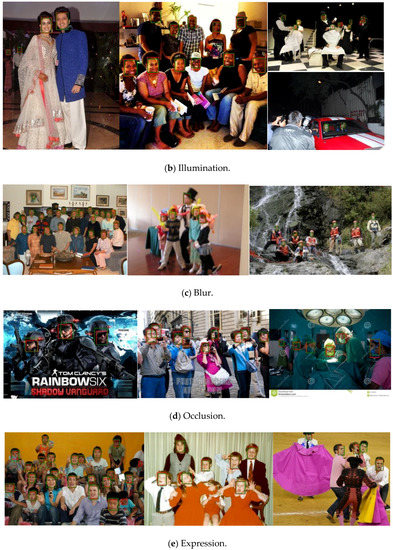 (b) Illumination.
(c) Blur.
TOM CLANCY'S
RAINBOWSIX
SHADOW VANGUARD
(d) Occlusion.
(e) Expression.